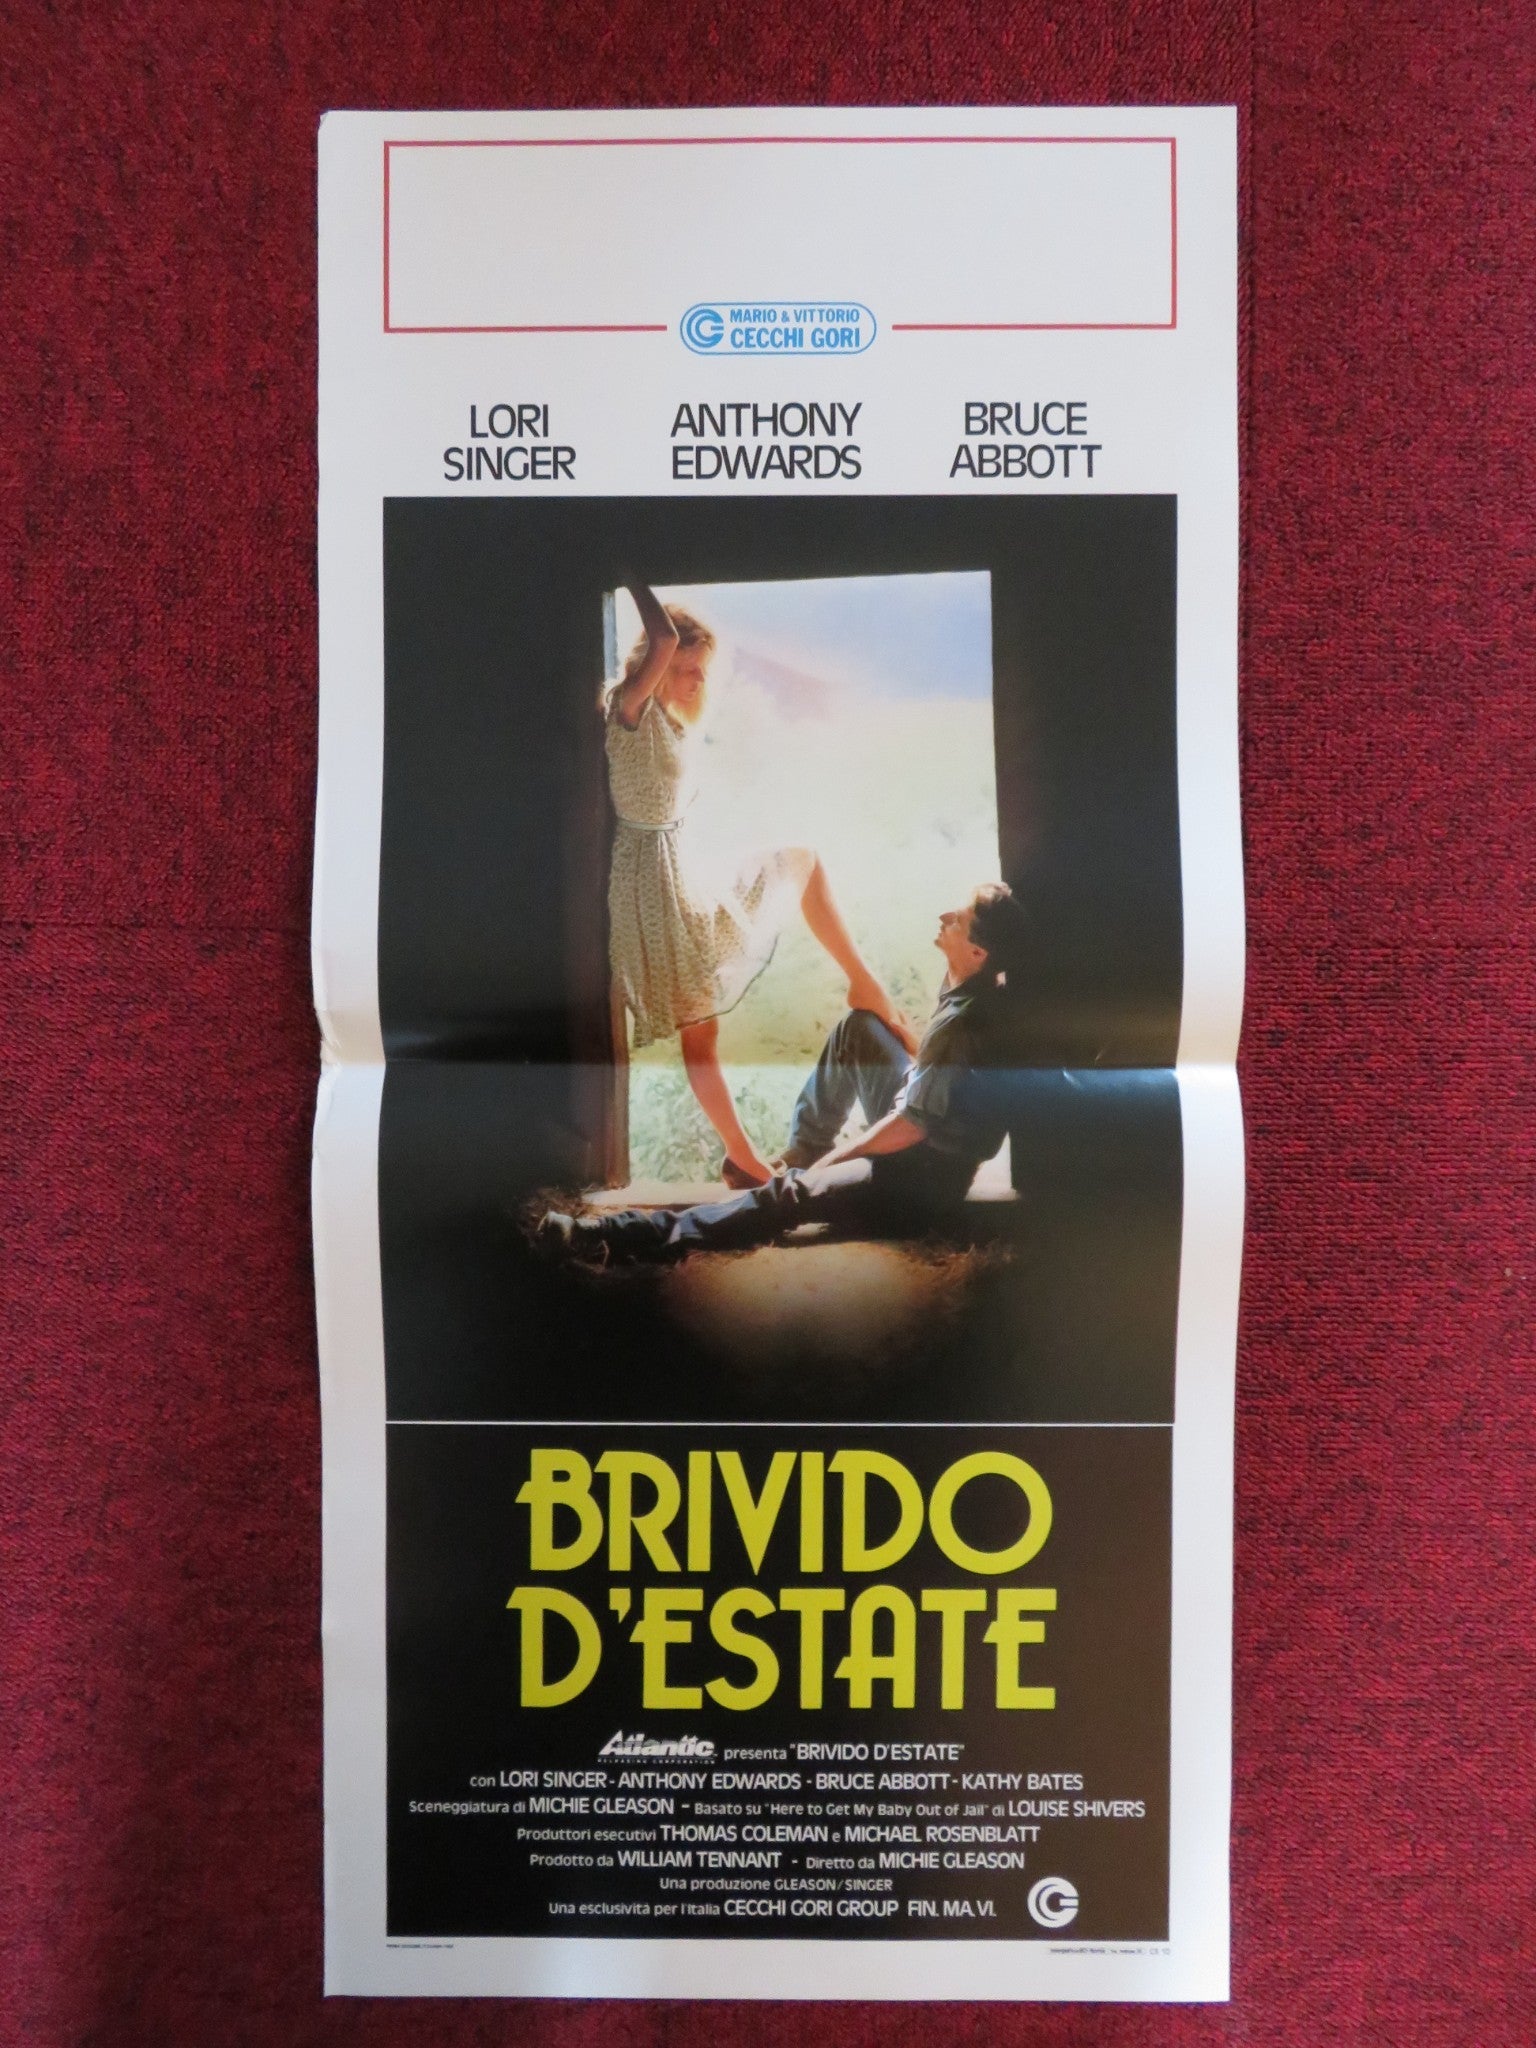 MARIO & VITTORIO
CECCHI GORI
LORI
SINGER
ANTHONY
EDWARDS
BRUCE
ABBOTT
BRIVIDO
D'ESTATE
Atlantic presenta "BRIVIDO D'ESTATE"
RELEASING CORPORATION
con LORI SINGER - ANTHONY EDWARDS - BRUCE ABBOTT - KATHY BATES
Sceneggiatura di MICHIE GLEASON - Basato su "Here to Get My Baby Out of Jail" di LOUISE SHIVERS
Produttori esecutivi THOMAS COLEMAN e MICHAEL ROSENBLATT
Prodotto da WILLIAM TENNANT - Diretto da MICHIE GLEASON
Una produzione GLEASON/SINGER
Una esclusività per l'Italia CECCHI GORI GROUP FIN. MA. VI.